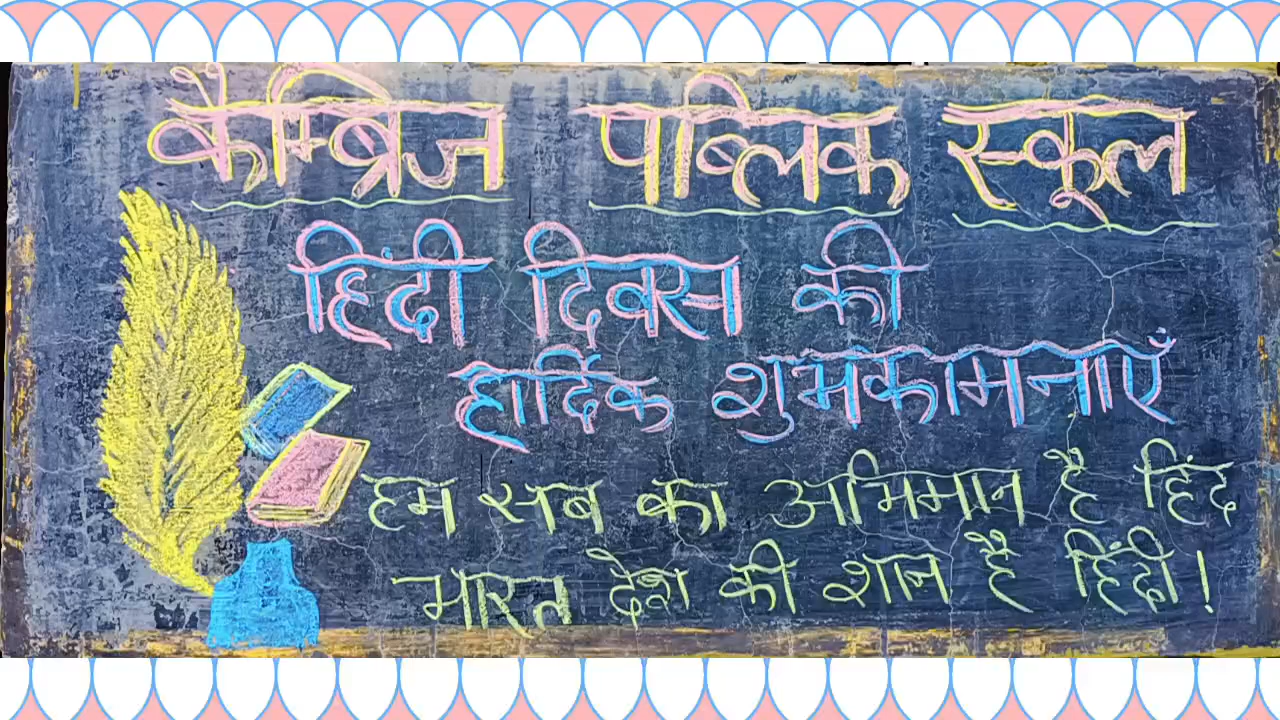 केम्ब्रिज पब्लिक स्कूल
हिंदी दिवस की
हार्दिक शुभकामनाएँ
हम सब का अभिमान है हिंद
भारत देश की शान है हिंदी!